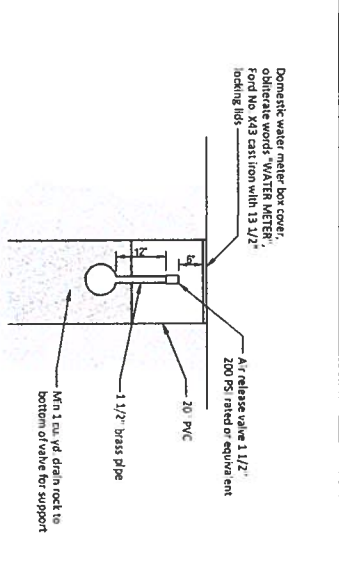 Domestic water meter box cover,
obliterate words "WATER METER",
Ford No. X43 cast iron with 13 1/2"
locking lids
Air release valve 1 1/2"
200 PSI rated or equivalent
6"
12"
20" PVC
1 1/2" brass pipe
Min 1 cu. yd. drain rock to
bottom of valve for support